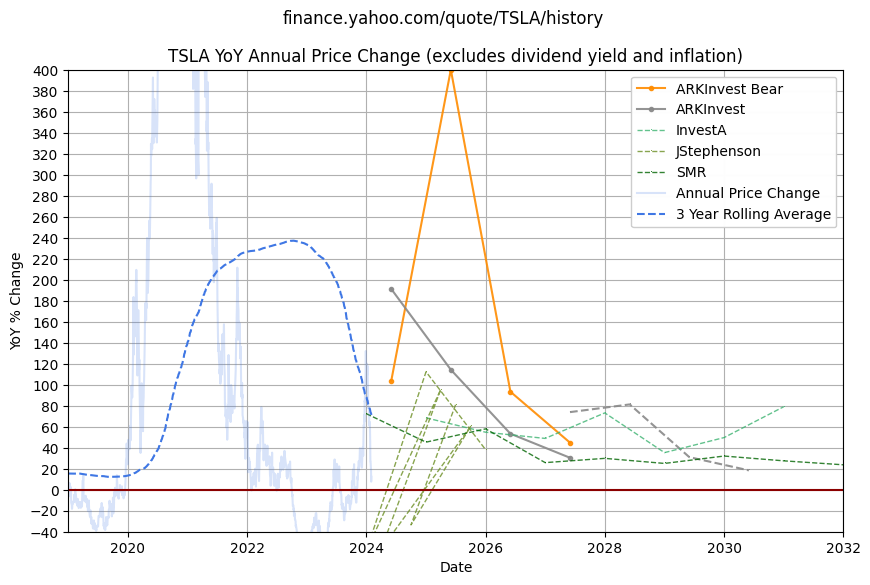 finance.yahoo.com/quote/TSLA/history
TSLA YoY Annual Price Change (excludes dividend yield and inflation)
400
380
360
340
320
300
280
260
240
220
200
180
160
140
120
100
80
60
40
20
0
−20
−40
YoY % Change
ARKInvest Bear
ARKInvest
InvestA
JStephenson
SMR
Annual Price Change
3 Year Rolling Average
2020 2022 2024 2026 2028 2030 2032
Date